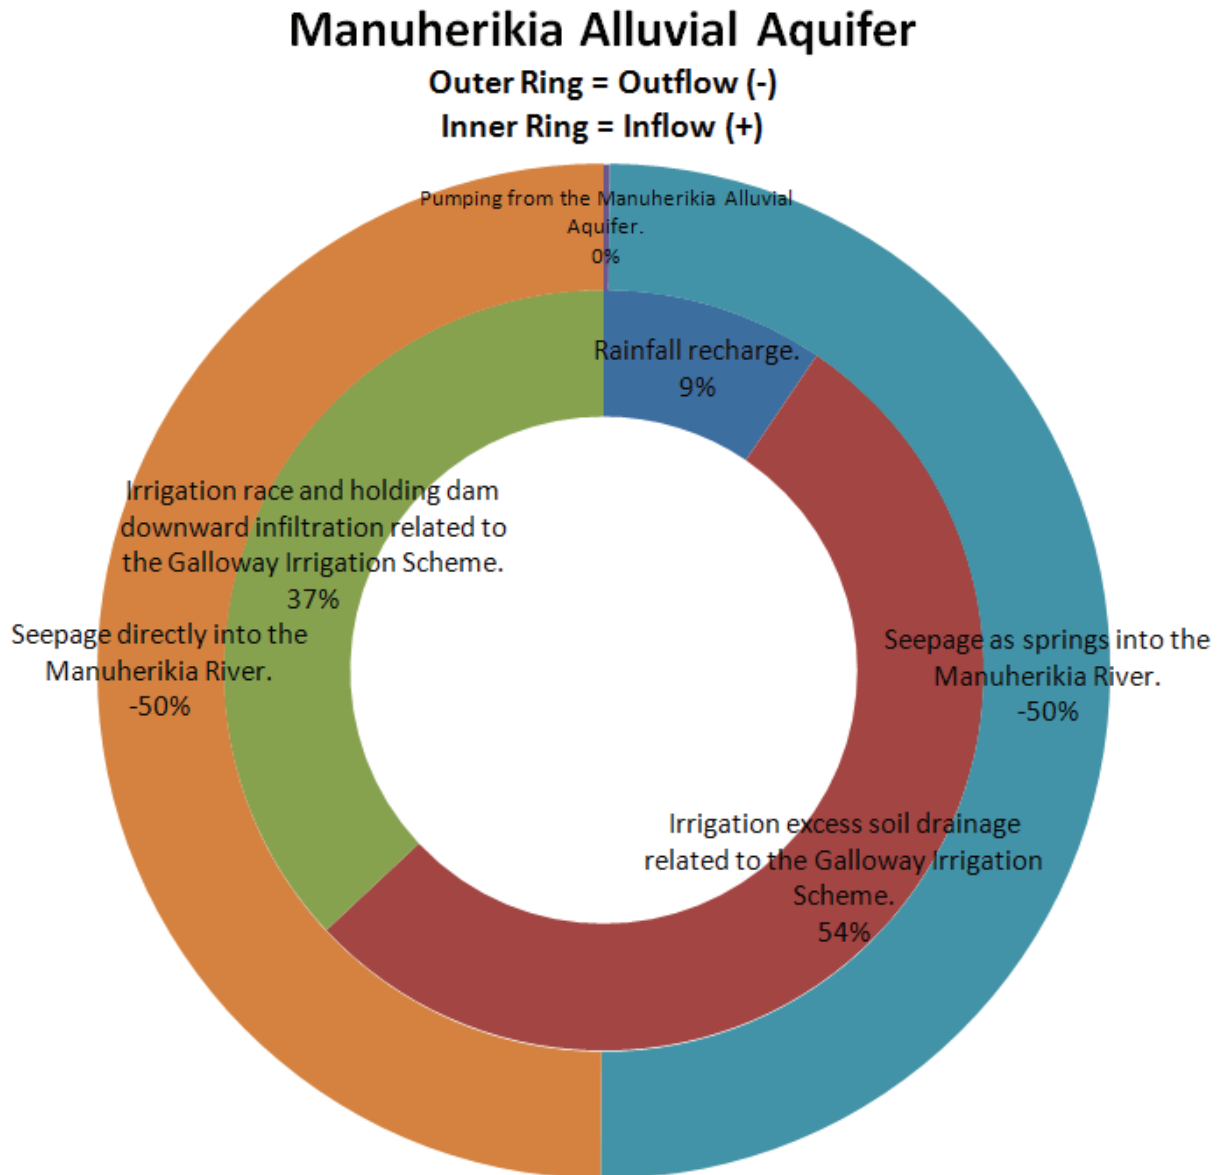 Manuherikia Alluvial Aquifer
Outer Ring = Outflow (-)
Inner Ring = Inflow (+)
Pumping from the Manuherikia Alluvial
Aquifer.
0%
Rainfall recharge.
9%
Irrigation race and holding dam
downward infiltration related to
the Galloway Irrigation Scheme.
37%
Seepage directly into the
Manuherikia River.
-50%
Seepage as springs into the
Manuherikia River.
-50%
Irrigation excess soil drainage
related to the Galloway Irrigation
Scheme.
54%